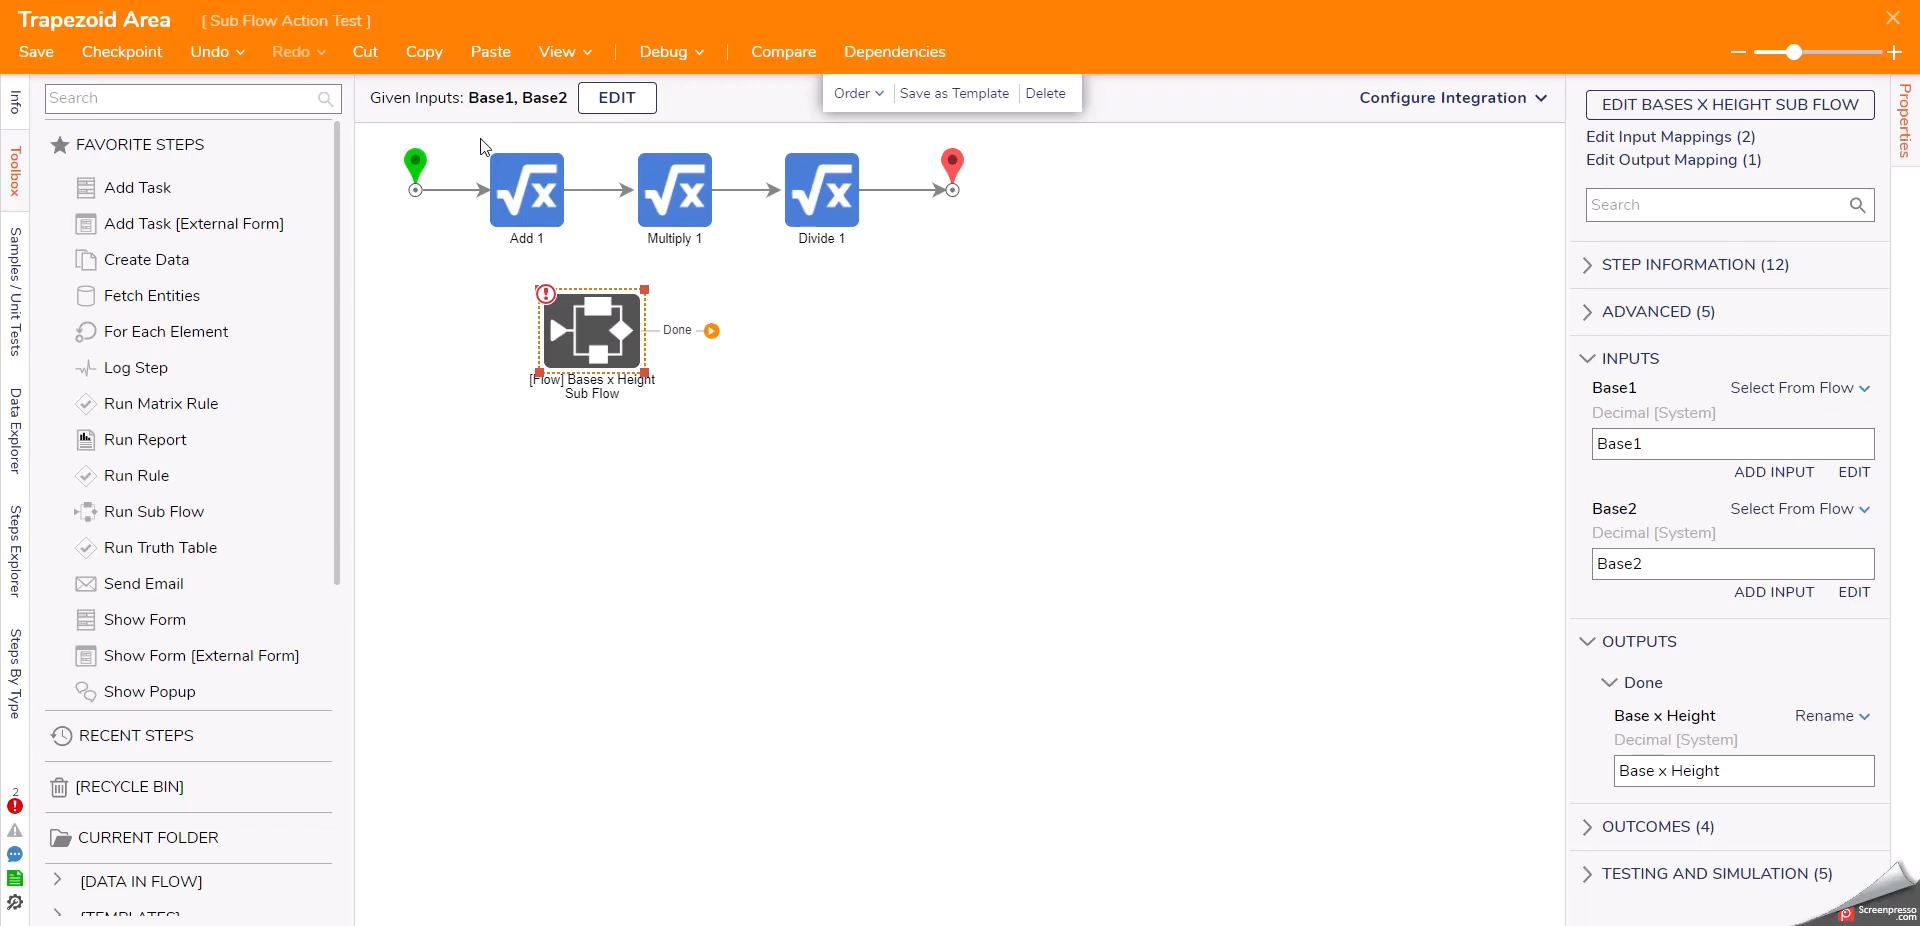 Trapezoid Area [ Sub Flow Action Test ]
Save Checkpoint Undo Redo Cut Copy Paste View Debug Compare Dependencies
Info
Toolbox
Samples / Unit Tests
Data Explorer
Steps Explorer
Steps By Type
2
Search
FAVORITE STEPS
Add Task
Add Task [External Form]
Create Data
Fetch Entities
For Each Element
Log Step
Run Matrix Rule
Run Report
Run Rule
Run Sub Flow
Run Truth Table
Send Email
Show Form
Show Form [External Form]
Show Popup
RECENT STEPS
[RECYCLE BIN]
CURRENT FOLDER
[DATA IN FLOW]
[TEMPLATES]
Given Inputs: Base1, Base2 EDIT
Order Save as Template Delete
Configure Integration
Add 1
Multiply 1
Divide 1
Done
[Flow] Bases x Height
Sub Flow
Properties
EDIT BASES X HEIGHT SUB FLOW
Edit Input Mappings (2)
Edit Output Mapping (1)
Search
STEP INFORMATION (12)
ADVANCED (5)
INPUTS
Base1 Select From Flow
Decimal [System]
Base1
ADD INPUT EDIT
Base2 Select From Flow
Decimal [System]
Base2
ADD INPUT EDIT
OUTPUTS
Done
Base x Height Rename
Decimal [System]
Base x Height
OUTCOMES (4)
TESTING AND SIMULATION (5)
Screenpresso
.com